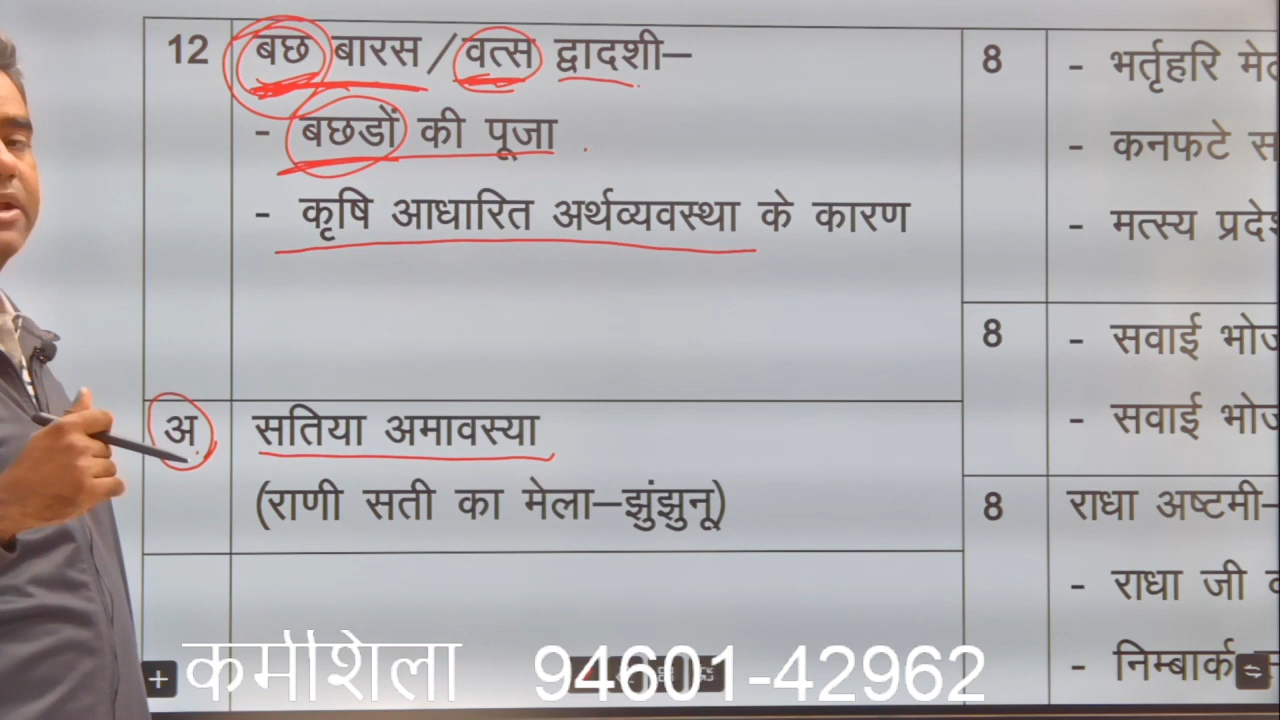 12 बछ बारस / वत्स द्वादशी–
- बछडों की पूजा
- कृषि आधारित अर्थव्यवस्था के कारण
अ सतिया अमावस्या
(राणी सती का मेला–झुंझुनू)
8 - भर्तृहरि
- कनफटे
- मत्स्य
8 - सवाई
- सवाई
8 राधा अष्टमी–
- राधा जी
- निम्बार्क
कर्मशिला 94601-42962